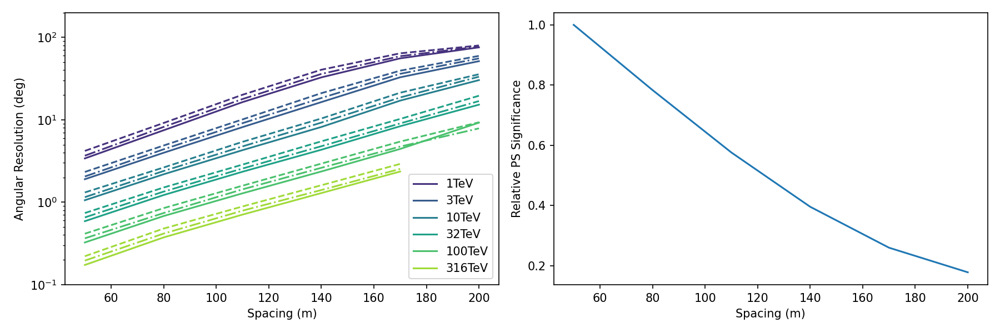 Angular Resolution (deg)
10²
10¹
10⁰
10⁻¹
60 80 100 120 140 160 180 200
Spacing (m)
1TeV
3TeV
10TeV
32TeV
100TeV
316TeV
Relative PS Significance
1.0
0.8
0.6
0.4
0.2
60 80 100 120 140 160 180 200
Spacing (m)